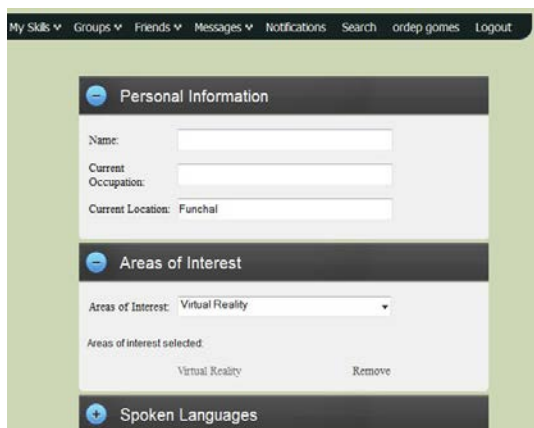 My Skills Groups Friends Messages Notifications Search ordep gomes Logout
Personal Information
Name:
Current
Occupation:
Current Location: Funchal
Areas of Interest
Areas of Interest: Virtual Reality
Areas of interest selected:
Virtual Reality Remove
Spoken Languages